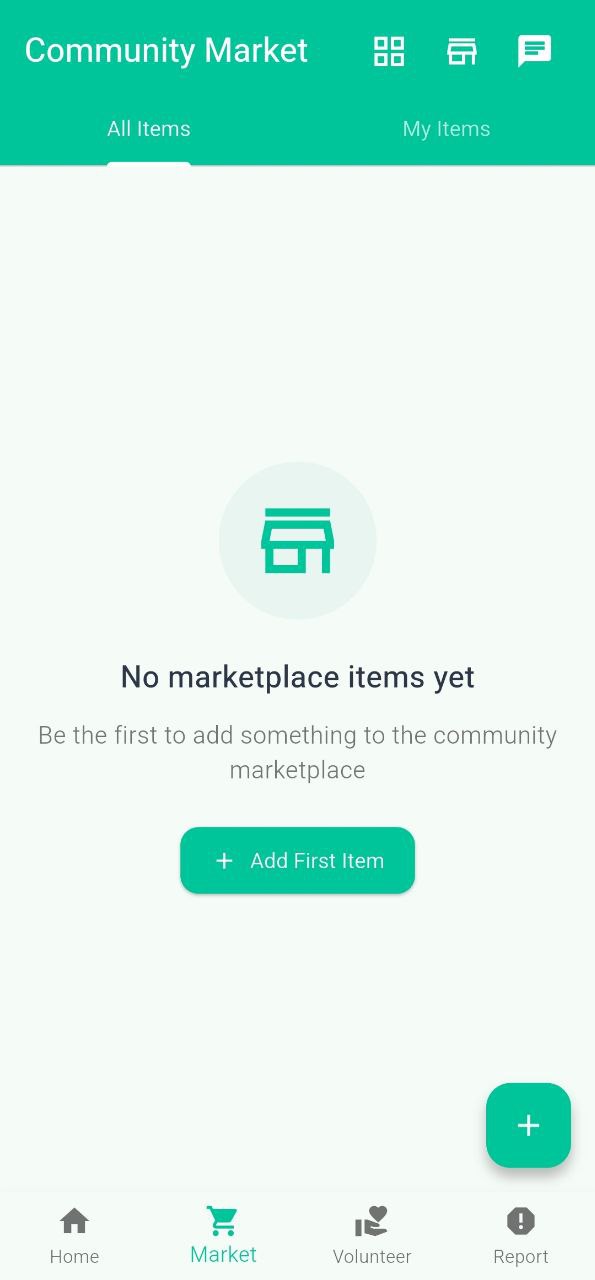 Community Market
All Items
My Items
No marketplace items yet
Be the first to add something to the community
marketplace
Add First Item
Home
Market
Volunteer
Report